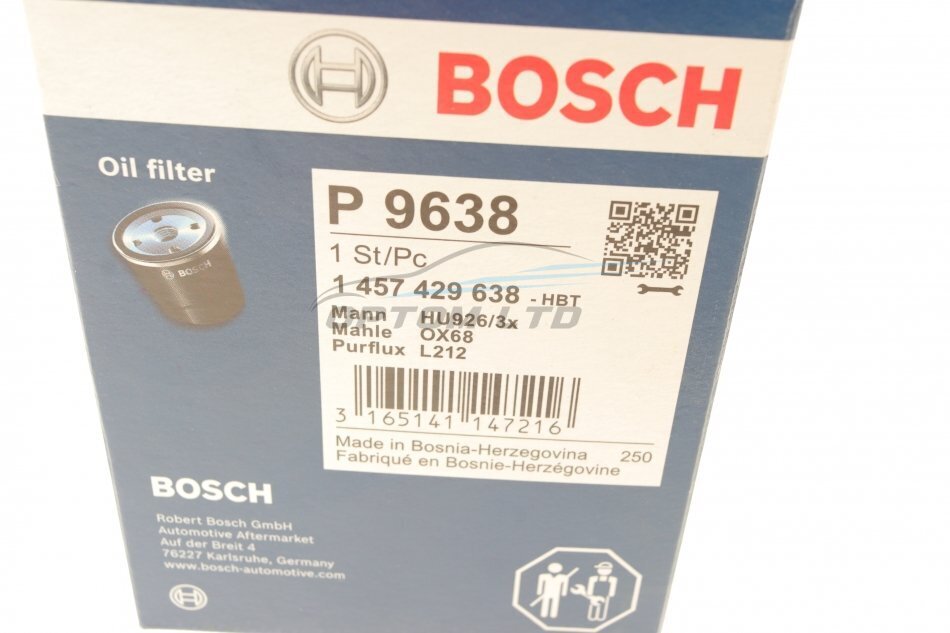 BOSCH
Oil filter
BOSCH
P 9638
1 St/Pc
1 457 429 638 - HBT
Mann HU926/3x
Mahle OX68
Purflux L212
OPTOM LTD
3 165141 147216
Made in Bosnia-Herzegovina 250
Fabriqué en Bosnie-Herzégovine
BOSCH
Robert Bosch GmbH
Automotive Aftermarket
Auf der Breit 4
76227 Karlsruhe, Germany
www.bosch-automotive.com